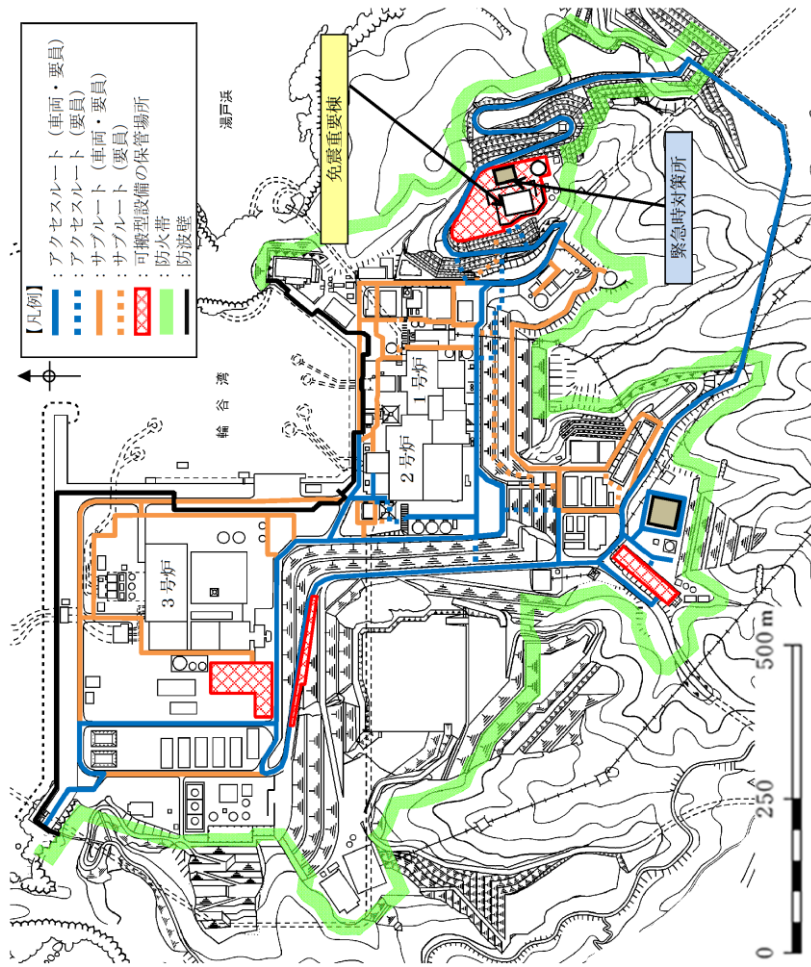 【凡例】
：アクセスルート（車両・要員）
：アクセスルート（要員）
：サブルート（車両・要員）
：サブルート（要員）
可搬型設備の保管場所
防火帯
防波壁
湯戸浜
輪谷湾
免震重要棟
緊急時対策所
1号炉
2号炉
3号炉
0 250 500m